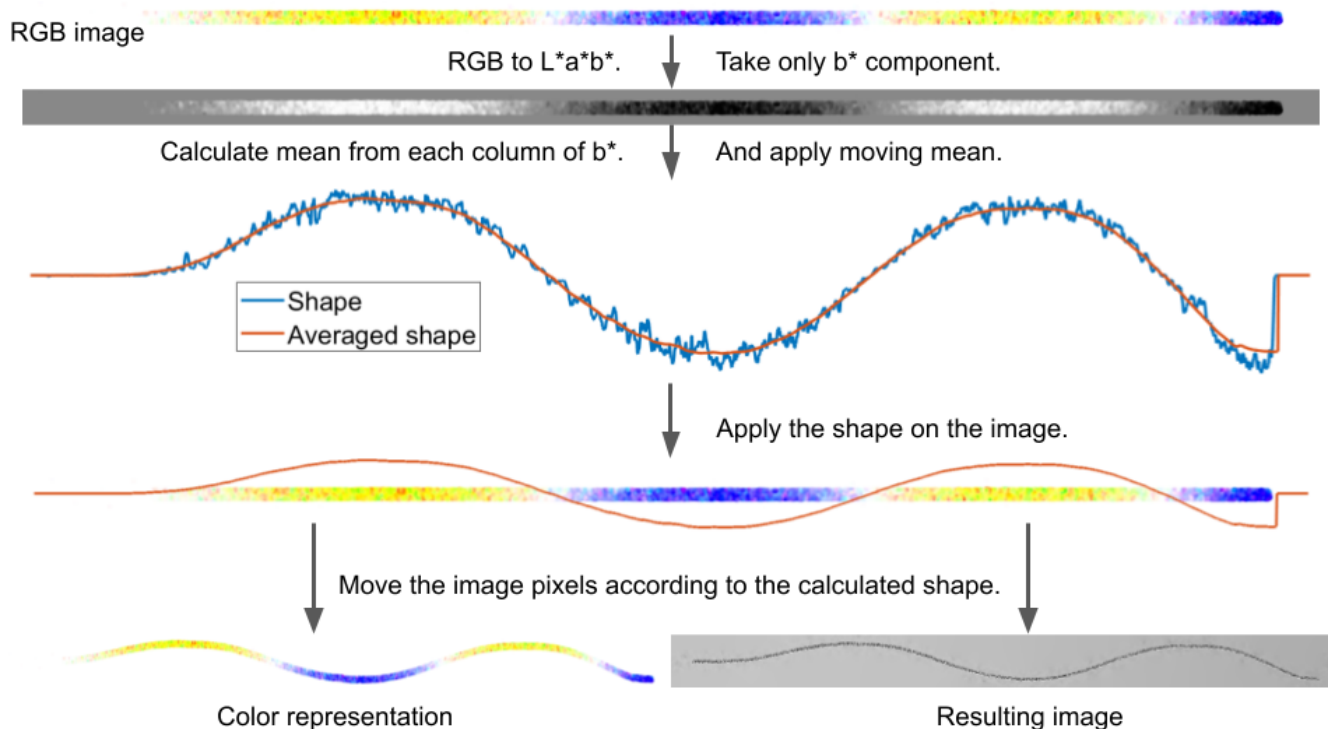 RGB image
RGB to L*a*b*.
Take only b* component.
Calculate mean from each column of b*.
And apply moving mean.
Shape
Averaged shape
Apply the shape on the image.
Move the image pixels according to the calculated shape.
Color representation
Resulting image